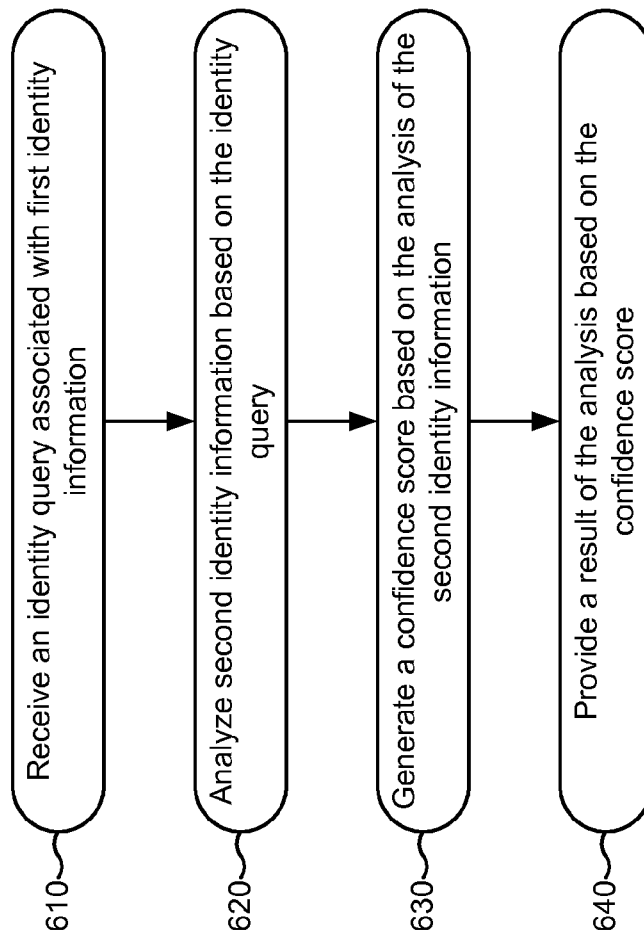 610
Receive an identity query associated with first identity
information
620
Analyze second identity information based on the identity
query
630
Generate a confidence score based on the analysis of the
second identity information
640
Provide a result of the analysis based on the
confidence score